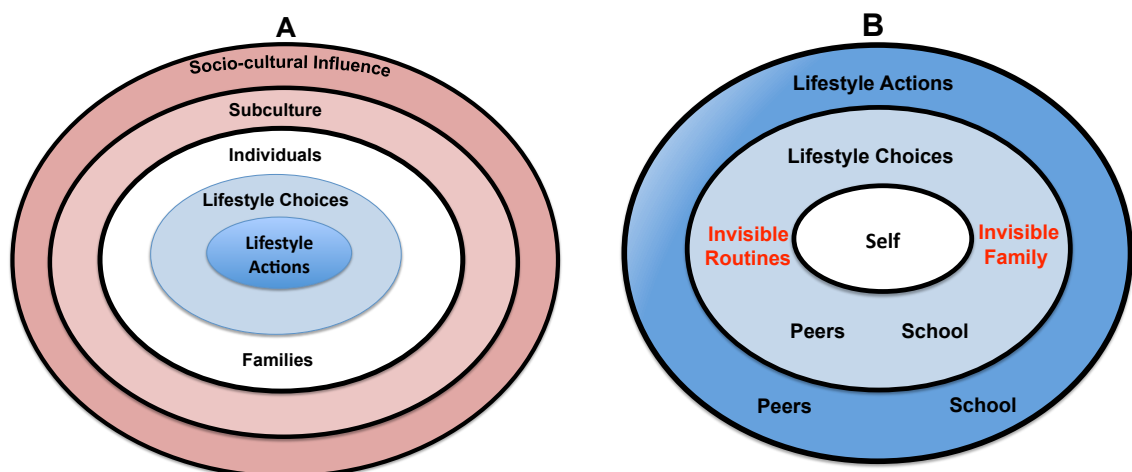 A
Socio-cultural Influence
Subculture
Individuals
Lifestyle Choices
Lifestyle
Actions
Families
B
Lifestyle Actions
Lifestyle Choices
Invisible
Routines
Self
Invisible
Family
Peers
School
Peers
School